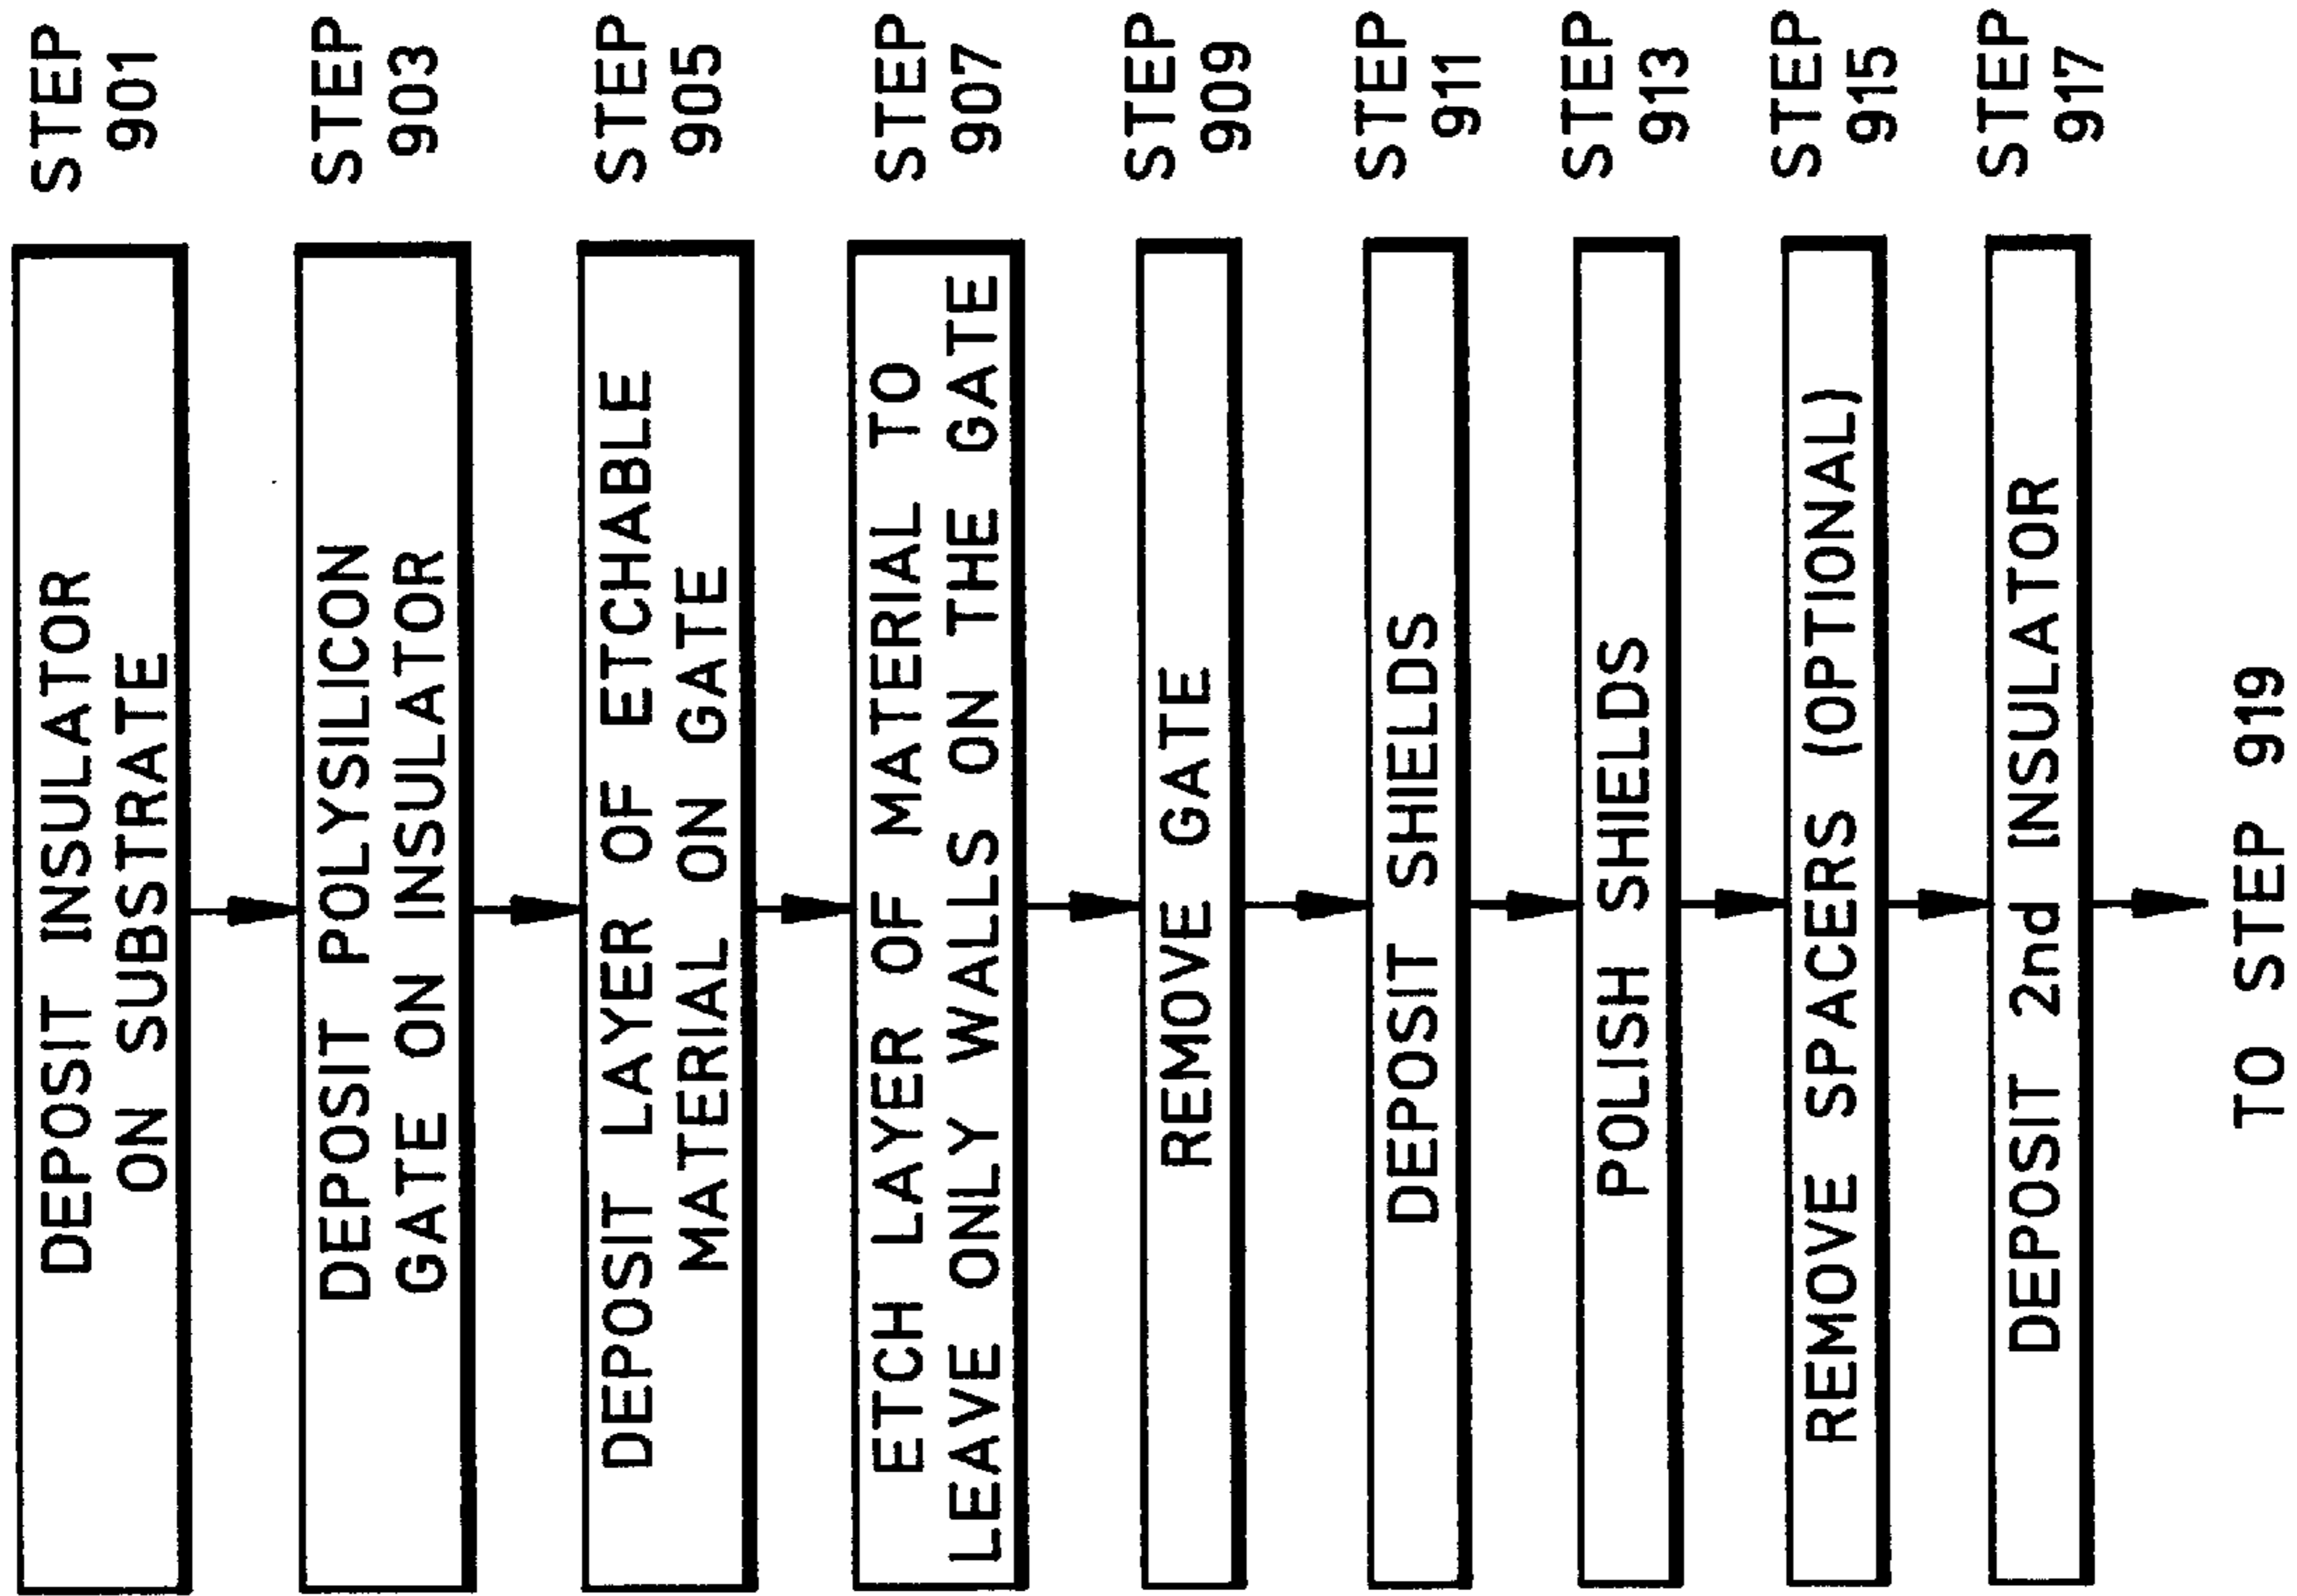 DEPOSIT INSULATOR
ON SUBSTRATE
STEP
901
DEPOSIT POLYSILICON
GATE ON INSULATOR
STEP
903
DEPOSIT LAYER OF ETCHABLE
MATERIAL ON GATE
STEP
905
ETCH LAYER OF MATERIAL TO
LEAVE ONLY WALLS ON THE GATE
STEP
907
REMOVE GATE
STEP
909
DEPOSIT SHIELDS
STEP
911
POLISH SHIELDS
STEP
913
REMOVE SPACERS (OPTIONAL)
STEP
915
DEPOSIT 2nd INSULATOR
STEP
917
TO STEP 919